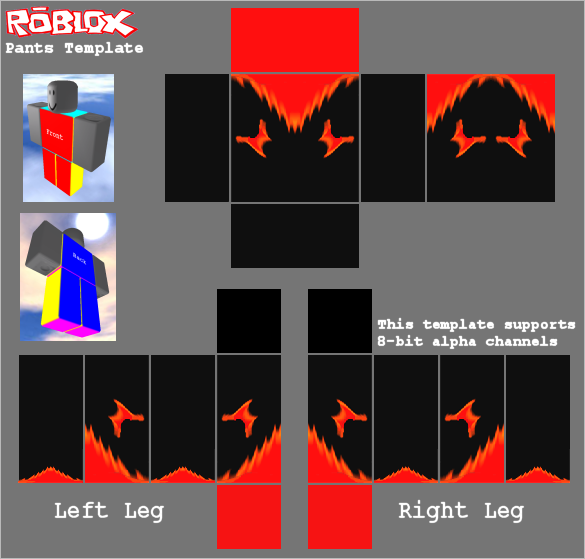 RŌBLOX
Pants Template
Front
Back
This template supports
8-bit alpha channels
Left Leg
Right Leg